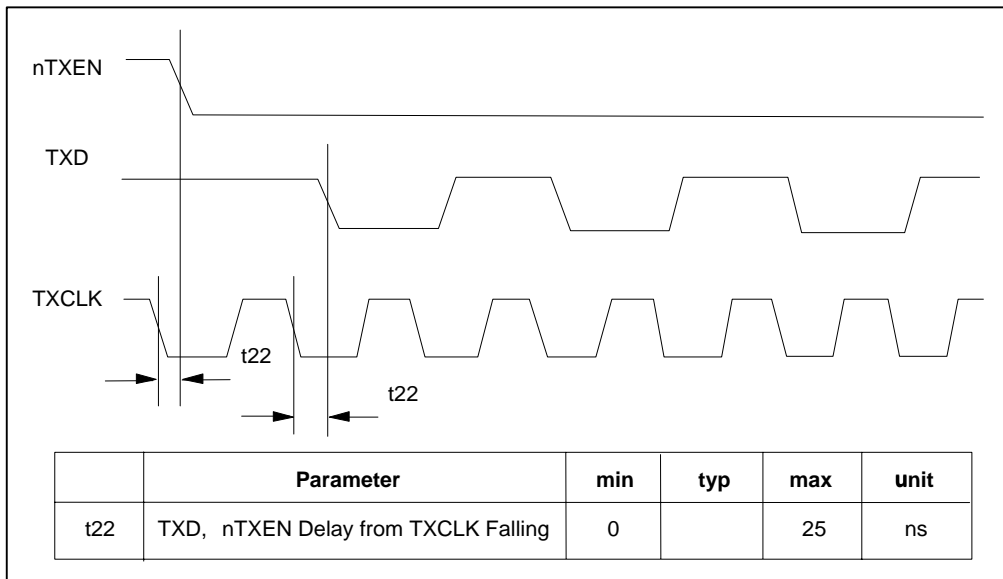 nTXEN
TXD
TXCLK
t22
t22
Parameter min typ max unit
t22 TXD, nTXEN Delay from TXCLK Falling 0 25 ns